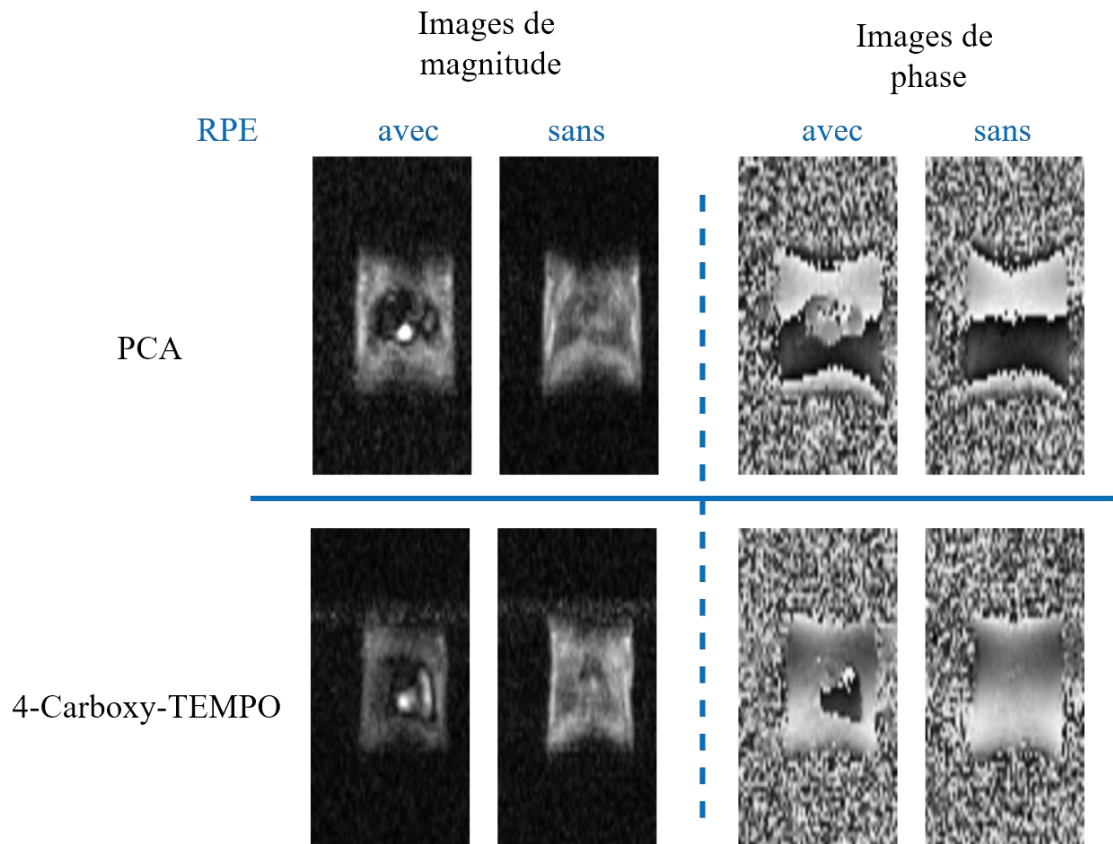 Images de
magnitude
Images de
phase
RPE avec sans avec sans
PCA
4-Carboxy-TEMPO